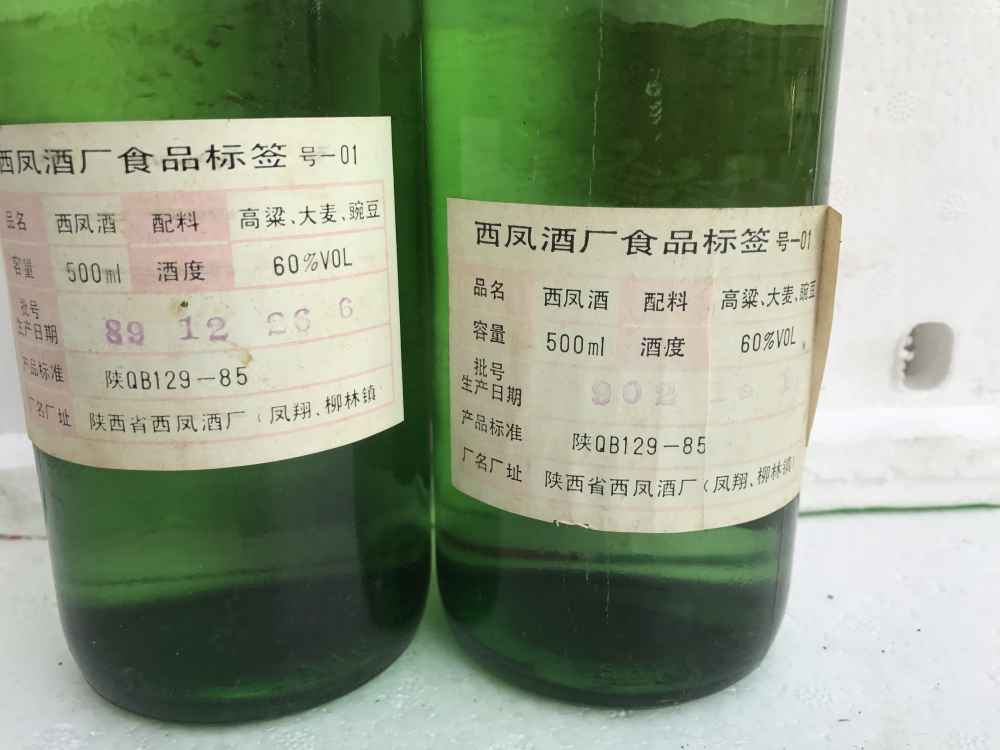 西凤酒厂食品标签 号-01
品名 西凤酒 配料 高粱、大麦、豌豆
容量 500ml 酒度 60%VOL
批号
生产日期 89 12 26 6
产品标准 陕QB129-85
厂名厂址 陕西省西凤酒厂(凤翔、柳林镇
西凤酒厂食品标签 号-01
品名 西凤酒 配料 高粱、大麦、豌豆
容量 500ml 酒度 60%VOL
批号
生产日期 902
产品标准 陕QB129-85
厂名厂址 陕西省西凤酒厂(凤翔、柳林镇)